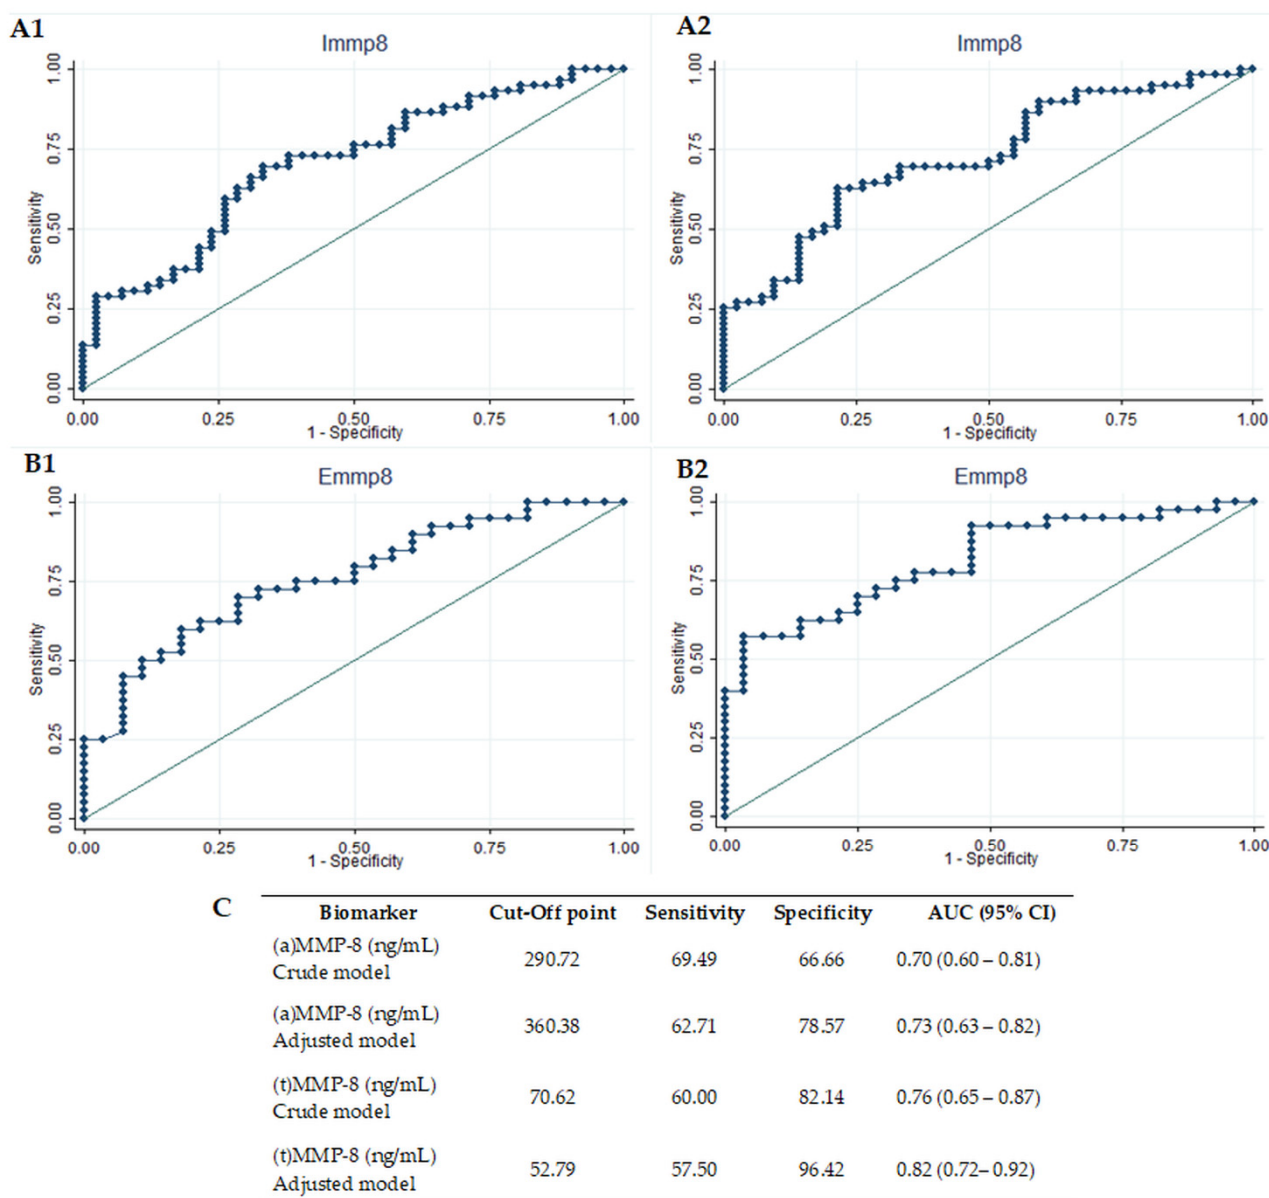 A1
Immp8
1.00
0.75
0.50
0.25
0.00
Sensitivity
0.00 0.25 0.50 0.75 1.00
1 - Specificity
A2
Immp8
1.00
0.75
0.50
0.25
0.00
Sensitivity
0.00 0.25 0.50 0.75 1.00
1 - Specificity
B1
Emmp8
1.00
0.75
0.50
0.25
0.00
Sensitivity
0.00 0.25 0.50 0.75 1.00
1 - Specificity
B2
Emmp8
1.00
0.75
0.50
0.25
0.00
Sensitivity
0.00 0.25 0.50 0.75 1.00
1 - Specificity
C
Biomarker Cut-Off point Sensitivity Specificity AUC (95% CI)
(a)MMP-8 (ng/mL)
Crude model 290.72 69.49 66.66 0.70 (0.60 – 0.81)
(a)MMP-8 (ng/mL)
Adjusted model 360.38 62.71 78.57 0.73 (0.63 – 0.82)
(t)MMP-8 (ng/mL)
Crude model 70.62 60.00 82.14 0.76 (0.65 – 0.87)
(t)MMP-8 (ng/mL)
Adjusted model 52.79 57.50 96.42 0.82 (0.72– 0.92)